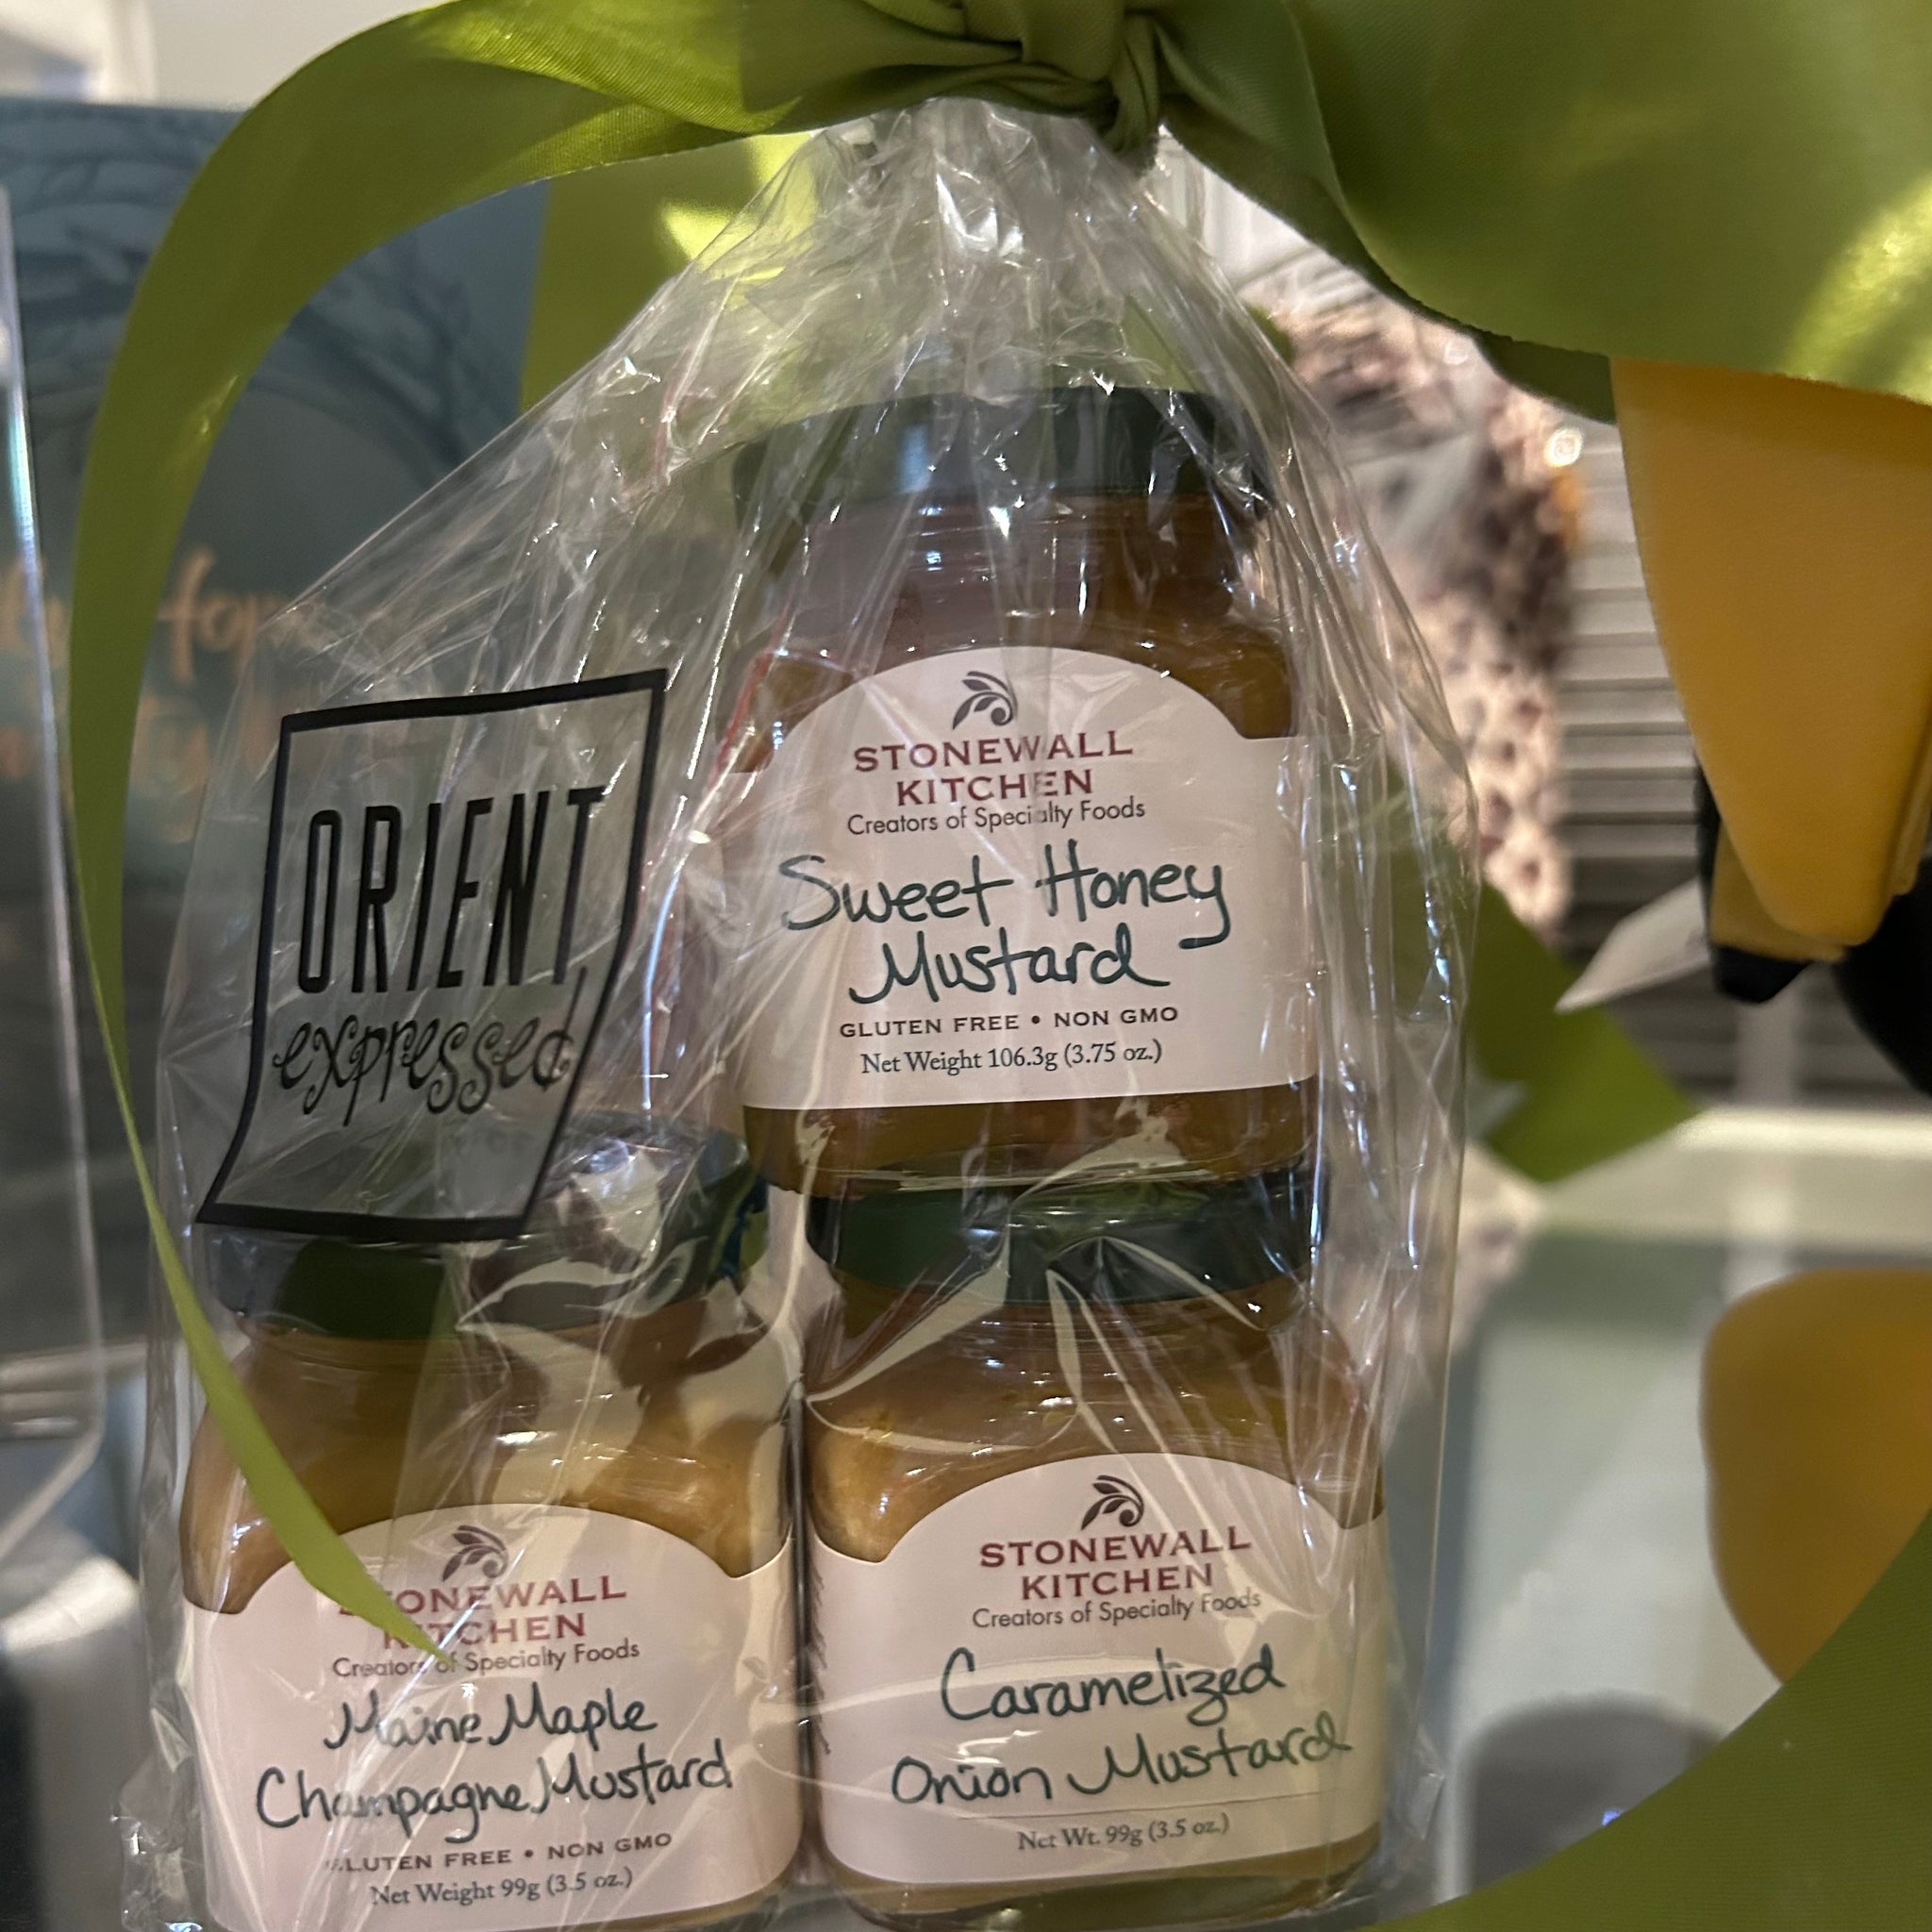 ORIENT
expressed
STONEWALL
KITCHEN
Creators of Specialty Foods
Sweet Honey
Mustard
GLUTEN FREE • NON GMO
Net Weight 106.3g (3.75 oz.)
STONEWALL
KITCHEN
Creators of Specialty Foods
Maine Maple
Champagne Mustard
GLUTEN FREE • NON GMO
Net Weight 99g (3.5 oz.)
STONEWALL
KITCHEN
Creators of Specialty Foods
Caramelized
Onion Mustard
Net Wt. 99g (3.5 oz.)